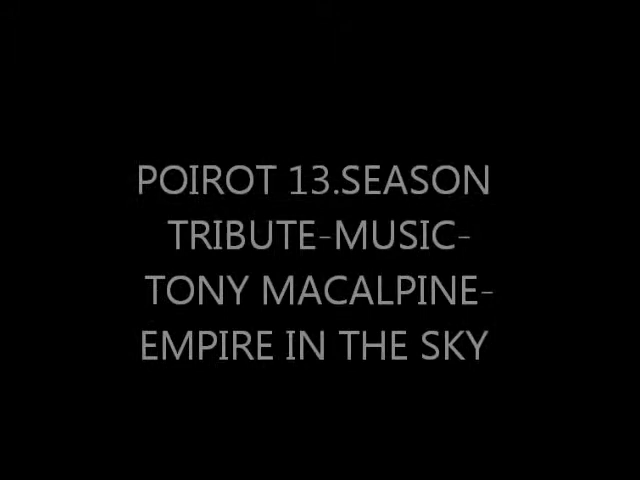 POIROT 13.SEASON
TRIBUTE-MUSIC-
TONY MACALPINE-
EMPIRE IN THE SKY